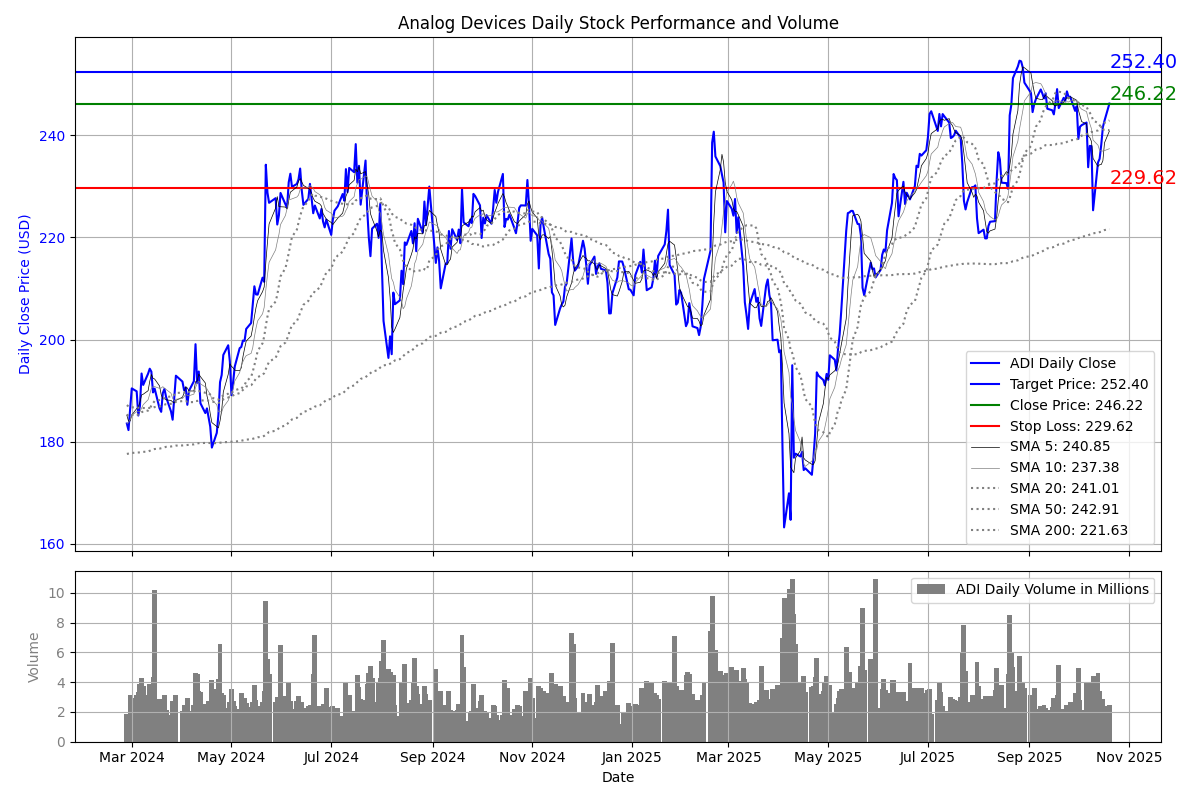 Analog Devices Daily Stock Performance and Volume
252.40
246.22
229.62
Daily Close Price (USD)
240
220
200
180
160
ADI Daily Close
Target Price: 252.40
Close Price: 246.22
Stop Loss: 229.62
SMA 5: 240.85
SMA 10: 237.38
SMA 20: 241.01
SMA 50: 242.91
SMA 200: 221.63
Volume
10
8
6
4
2
0
ADI Daily Volume in Millions
Mar 2024
May 2024
Jul 2024
Sep 2024
Nov 2024
Jan 2025
Mar 2025
May 2025
Jul 2025
Sep 2025
Nov 2025
Date